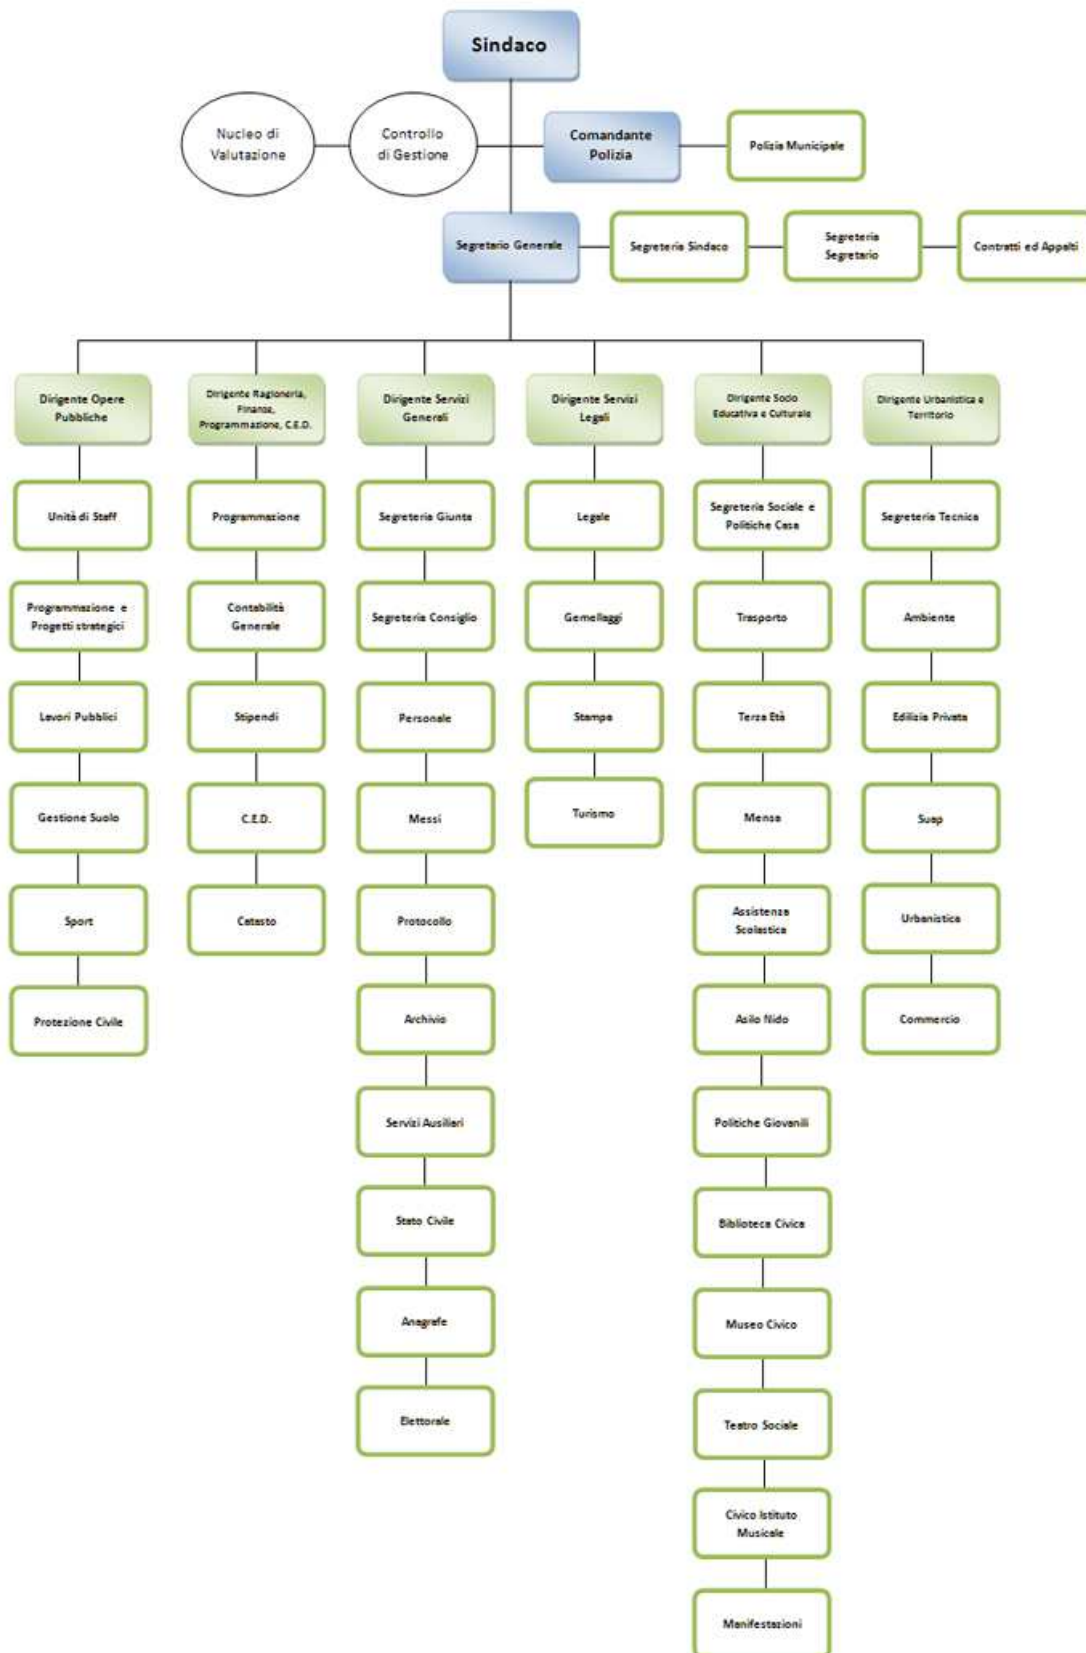 Sindaco
Nucleo di
Valutazione
Controllo
di Gestione
Comandante
Polizia
Polizia Municipale
Segretario Generale
Segreteria Sindaco
Segreteria
Segretario
Contratti ed Appalti
Dirigente Opere
Pubbliche
Dirigente Ragioneria,
Finanze,
Programmazione, C.E.D.
Dirigente Servizi
Generali
Dirigente Servizi
Legali
Dirigente Socio
Educativa e Culturale
Dirigente Urbanistica e
Territorio
Unità di Staff
Programmazione
Segreteria Giunta
Legale
Segreteria Sociale e
Politiche Casa
Segreteria Tecnica
Programmazione e
Progetti strategici
Contabilità
Generale
Segreteria Consiglio
Gemellaggi
Trasporto
Ambiente
Lavori Pubblici
Stipendi
Personale
Stampa
Terza Età
Edilizia Privata
Gestione Suolo
C.E.D.
Messi
Turismo
Mensa
Suap
Sport
Catasto
Protocollo
Assistenza
Scolastica
Urbanistica
Protezione Civile
Archivio
Asilo Nido
Commercio
Servizi Ausiliari
Politiche Giovanili
Stato Civile
Biblioteca Civica
Anagrafe
Museo Civico
Elettorale
Teatro Sociale
Civico Istituto
Musicale
Manifestazioni